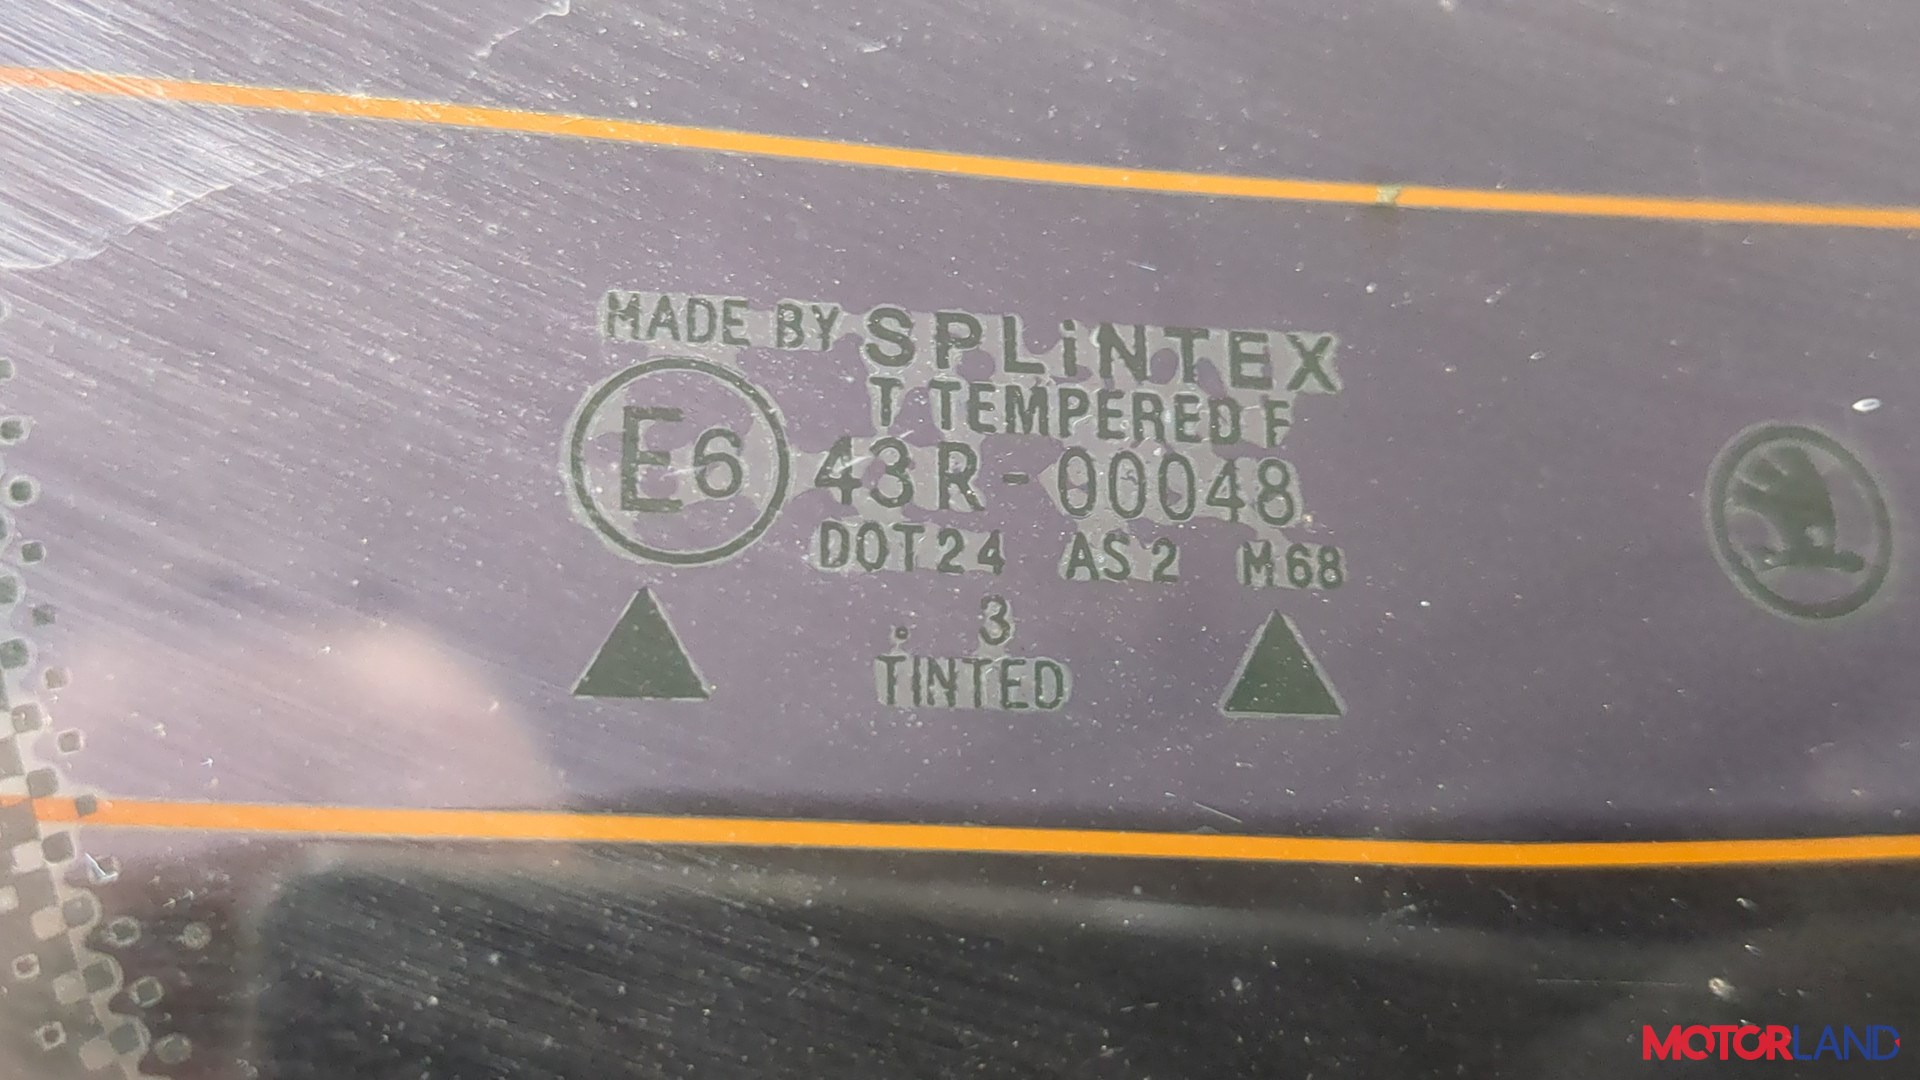 MADE BY SPLiNTEX
T TEMPERED F
E6 43R-00048
DOT24 AS2 M68
. 3
TINTED
MOTORLAND